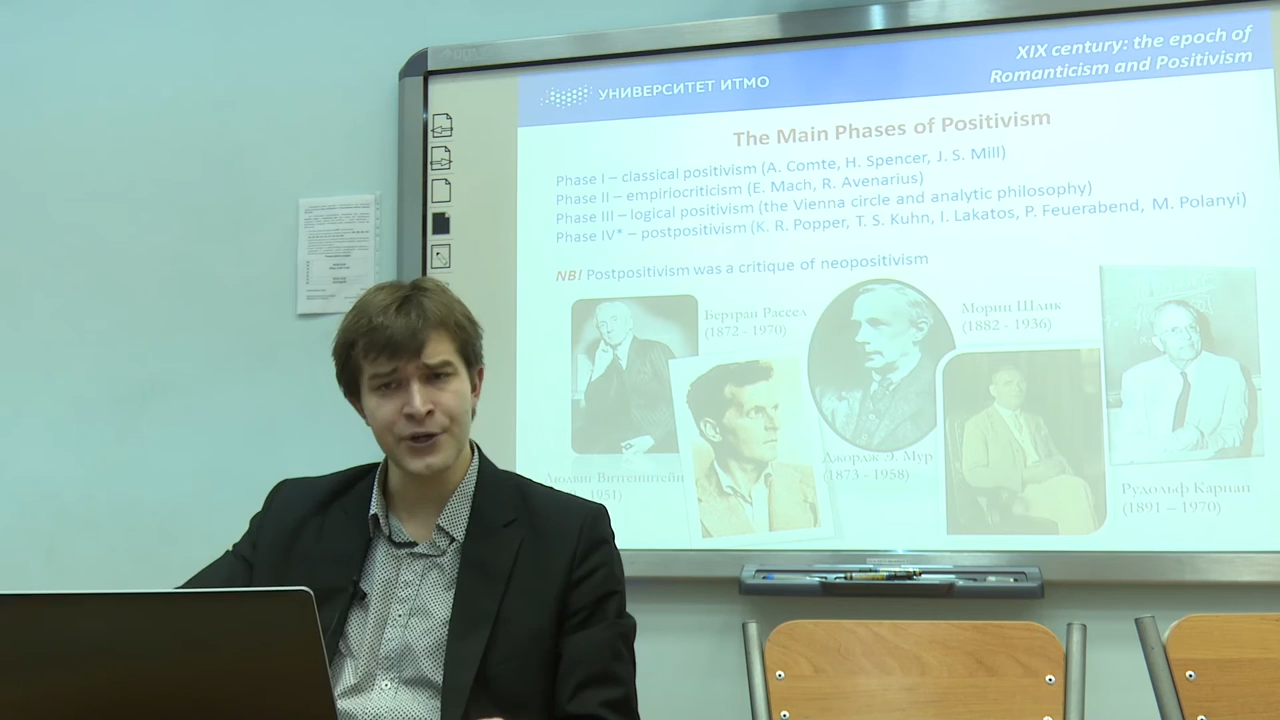 XIX century: the epoch of
Romanticism and Positivism
УНИВЕРСИТЕТ ИТМО
The Main Phases of Positivism
Phase I – classical positivism (A. Comte, H. Spencer, J. S. Mill)
Phase II – empiriocriticism (E. Mach, R. Avenarius)
Phase III – logical positivism (the Vienna circle and analytic philosophy)
Phase IV* – postpositivism (K. R. Popper, T. S. Kuhn, I. Lakatos, P. Feuerabend, M. Polanyi)
NB! Postpositivism was a critique of neopositivism
Бертран Рассел
(1872 - 1970)
Мориц Шлик
(1882 - 1936)
Людвиг Витгенштейн
1951)
Джордж Э. Мур
(1873 - 1958)
Рудольф Карнап
(1891 – 1970)